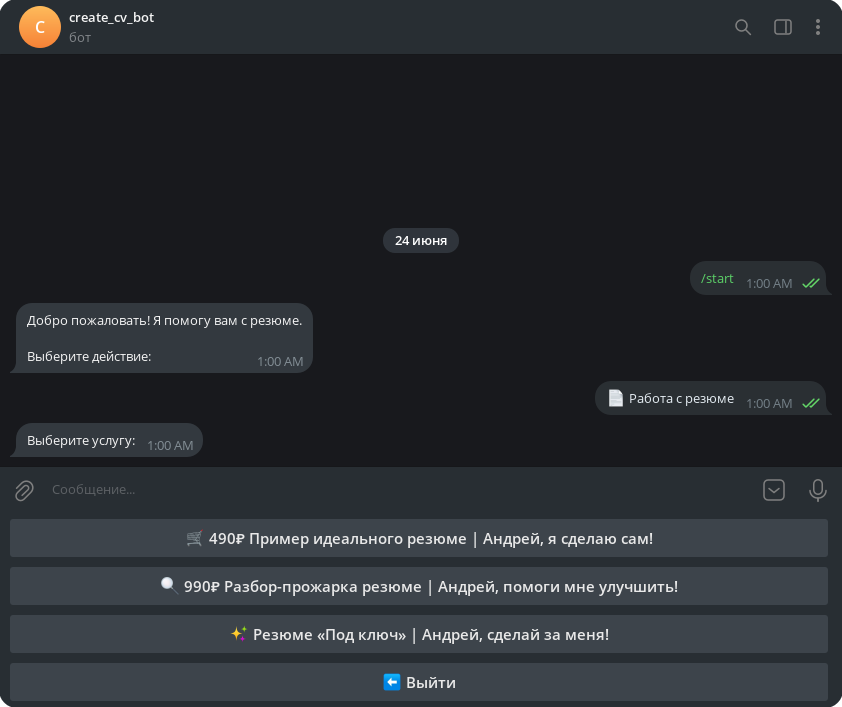 C
create_cv_bot
бот
24 июня
/start 1:00 AM
Добро пожаловать! Я помогу вам с резюме.
Выберите действие: 1:00 AM
Работа с резюме 1:00 AM
Выберите услугу: 1:00 AM
Сообщение...
490₽ Пример идеального резюме | Андрей, я сделаю сам!
990₽ Разбор-прожарка резюме | Андрей, помоги мне улучшить!
Резюме «Под ключ» | Андрей, сделай за меня!
Выйти